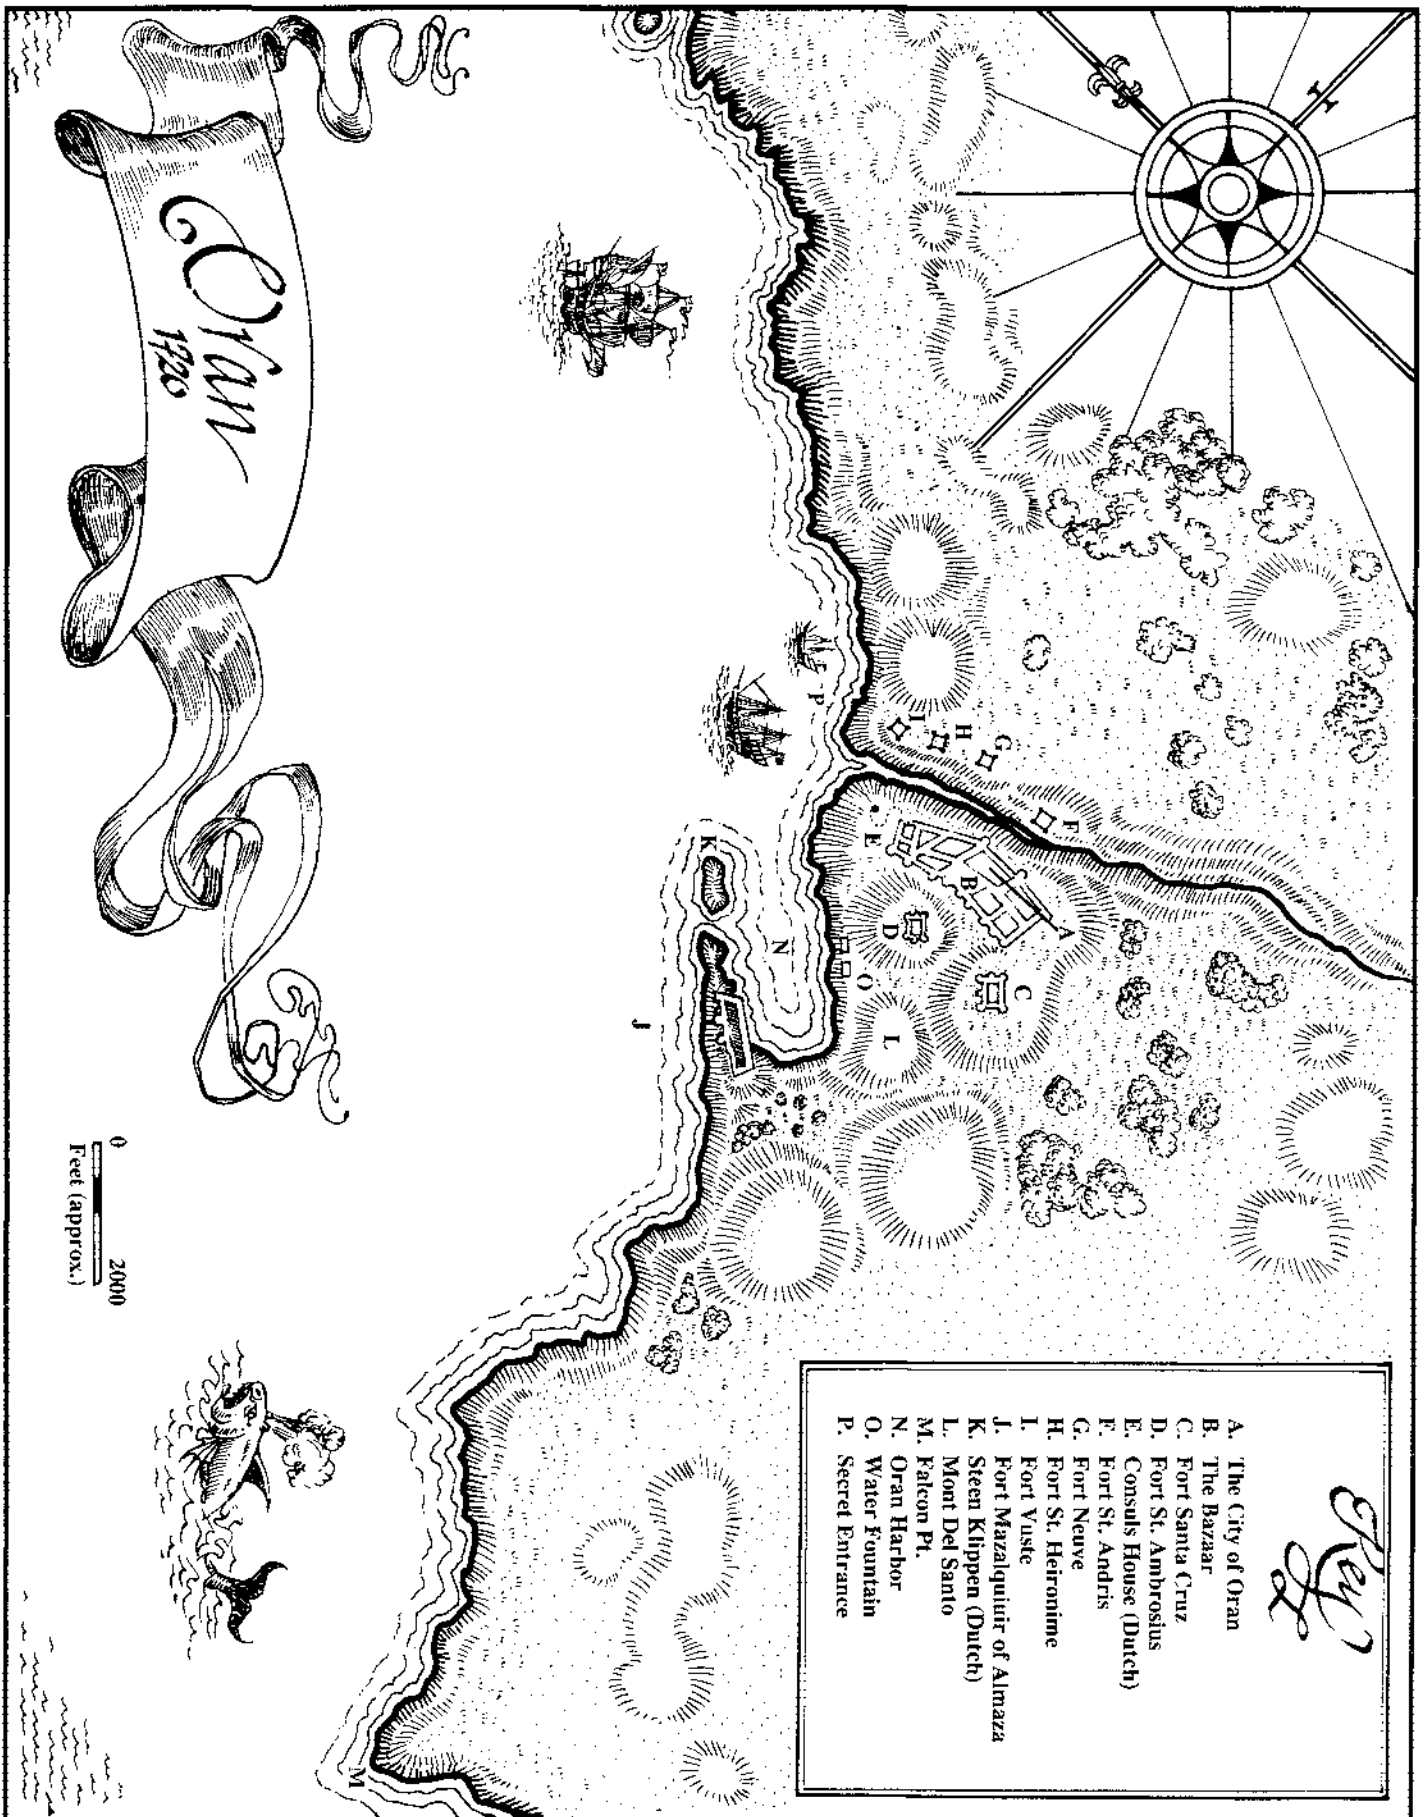 Oran
1720
Key
A. The City of Oran
B. The Bazaar
C. Fort Santa Cruz
D. Fort St. Ambrosius
E. Consuls House (Dutch)
F. Fort St. Andris
G. Fort Neuve
H. Fort St. Heironime
I. Fort Vuste
J. Fort Mazalquiuir of Almaza
K. Steen Klippen (Dutch)
L. Mont Del Santo
M. Falcon Pt.
N. Oran Harbor
O. Water Fountain
P. Secret Entrance
G
H
I
F
P
E
B
A
D
C
K
N
O
L
J
M
0 2000
Feet (approx.)